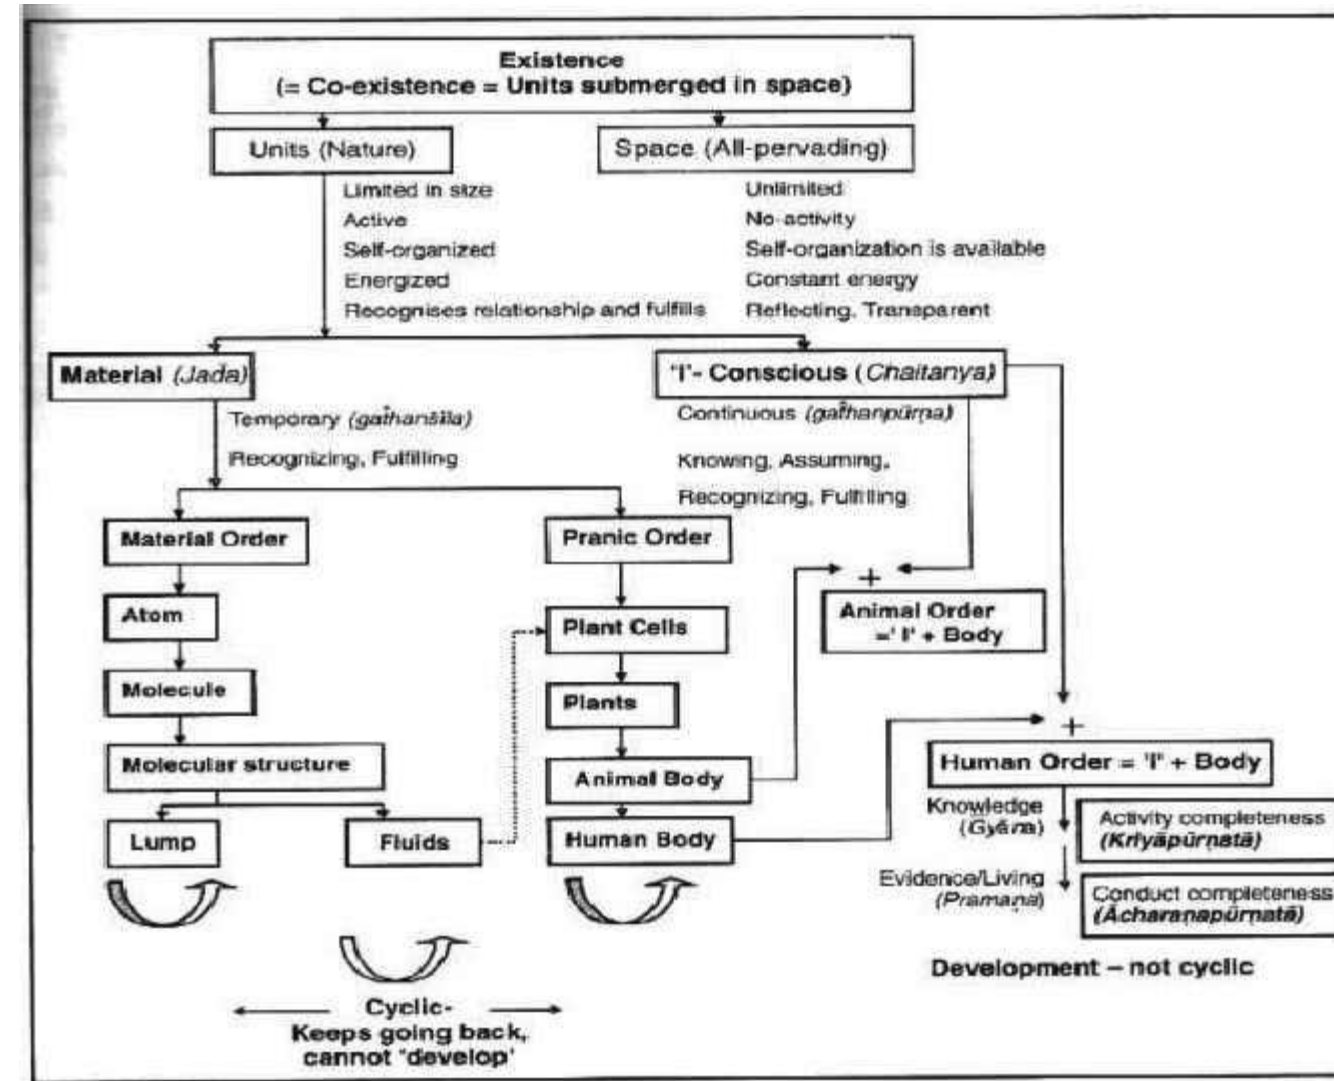 Existence
(= Co-existence = Units submerged in space)
Units (Nature)
Space (All-pervading)
Limited in size
Active
Self-organized
Energized
Recognises relationship and fulfills
Unlimited
No-activity
Self-organization is available
Constant energy
Reflecting, Transparent
Material (Jada)
'I'- Conscious (Chaitanya)
Temporary (gaṭhanśīla)
Recognizing, Fulfilling
Continuous (gaṭhanpūrṇa)
Knowing, Assuming,
Recognizing, Fulfilling
Material Order
Atom
Molecule
Molecular structure
Lump
Fluids
Pranic Order
Plant Cells
Plants
Animal Body
Human Body
+
Animal Order
=' I' + Body
+
Human Order = 'I' + Body
Knowledge
(Gyāna)
Activity completeness
(Kriyāpūrṇatā)
Evidence/Living
(Pramaṇa)
Conduct completeness
(Ācharaṇapūrṇatā)
Development – not cyclic
Cyclic-
Keeps going back,
cannot "develop'